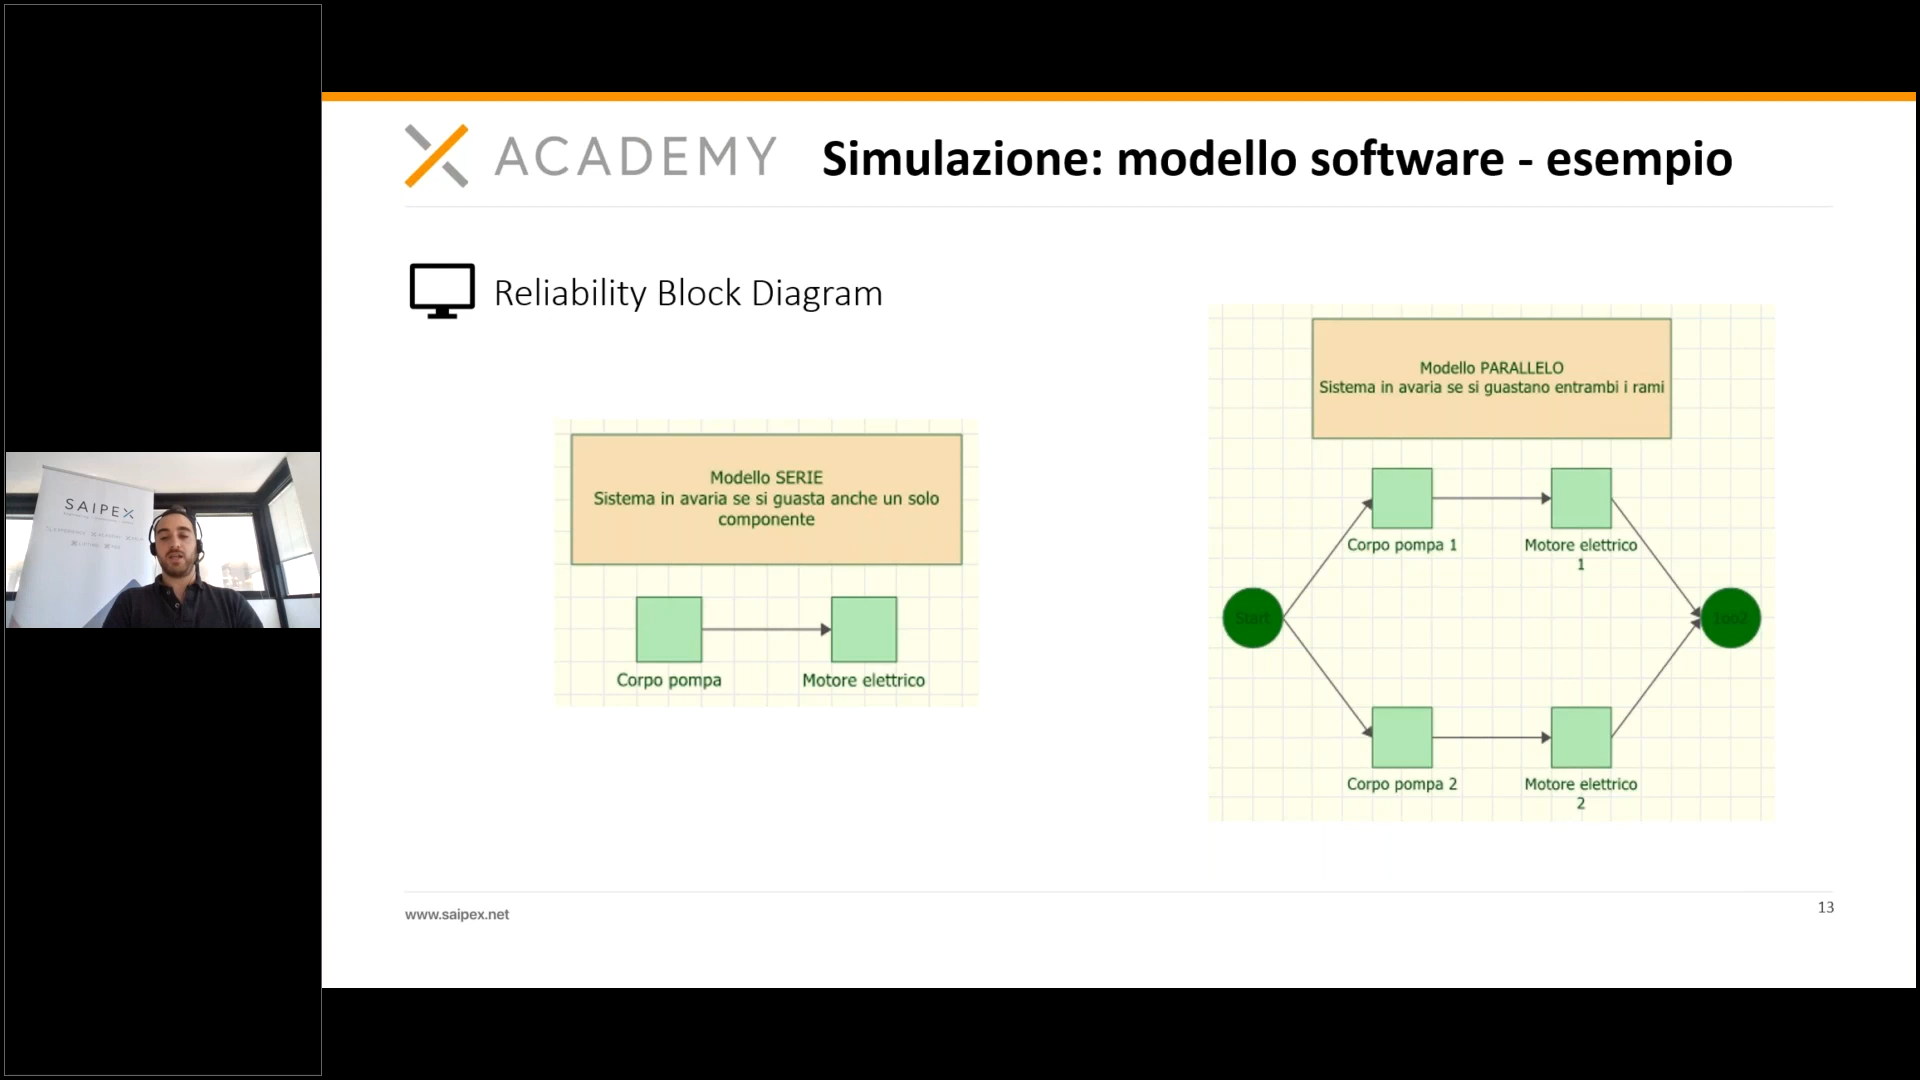 ACADEMY
Simulazione: modello software - esempio
Reliability Block Diagram
Modello SERIE
Sistema in avaria se si guasta anche un solo
componente
Corpo pompa
Motore elettrico
Modello PARALLELO
Sistema in avaria se si guastano entrambi i rami
Corpo pompa 1
Motore elettrico
1
Start
1oo2
Corpo pompa 2
Motore elettrico
2
SAIPEX
www.saipex.net
13